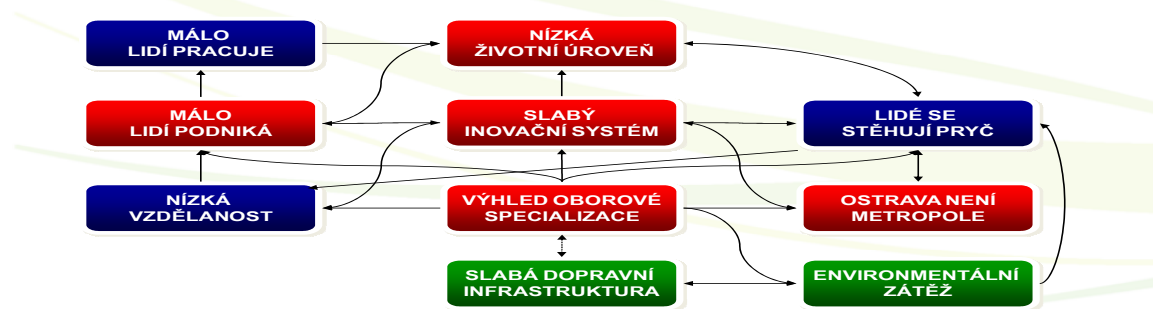 MÁLO
LIDÍ PRACUJE
NÍZKÁ
ŽIVOTNÍ ÚROVEŇ
MÁLO
LIDÍ PODNIKÁ
SLABÝ
INOVAČNÍ SYSTÉM
LIDÉ SE
STĚHUJÍ PRYČ
NÍZKÁ
VZDĚLANOST
VÝHLED OBOROVÉ
SPECIALIZACE
OSTRAVA NENÍ
METROPOLE
SLABÁ DOPRAVNÍ
INFRASTRUKTURA
ENVIRONMENTÁLNÍ
ZÁTĚŽ